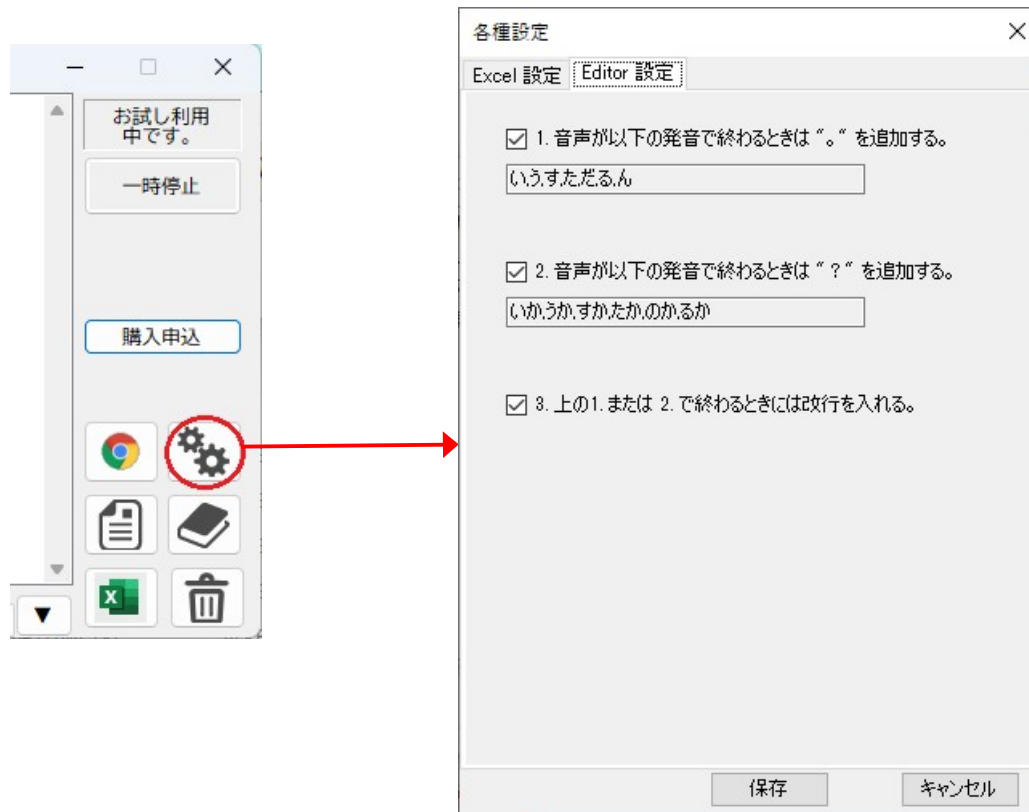 お試し利用
中です。
一時停止
購入申込
各種設定
Excel 設定 Editor 設定
1. 音声が以下の発音で終わるときは "。" を追加する。
い,う,す,た,だ,る,ん
2. 音声が以下の発音で終わるときは "？" を追加する。
いか,うか,すか,たか,のか,るか
3. 上の1. または 2. で終わるときには改行を入れる。
保存 キャンセル